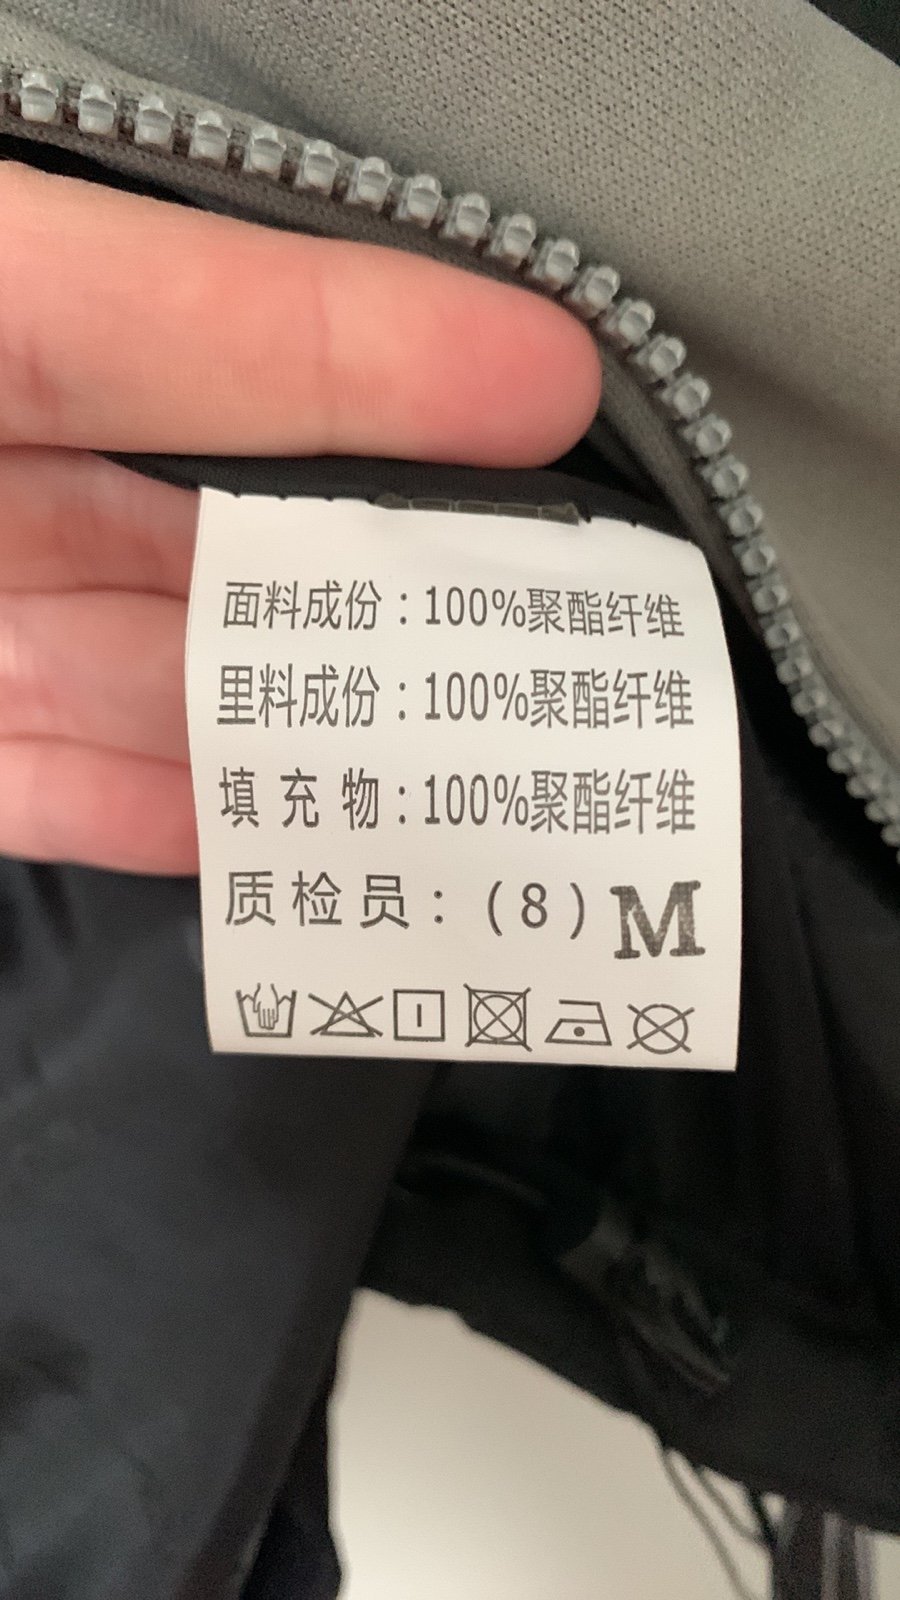 面料成份：100%聚酯纤维
里料成份：100%聚酯纤维
填充物：100%聚酯纤维
质检员：(8) M